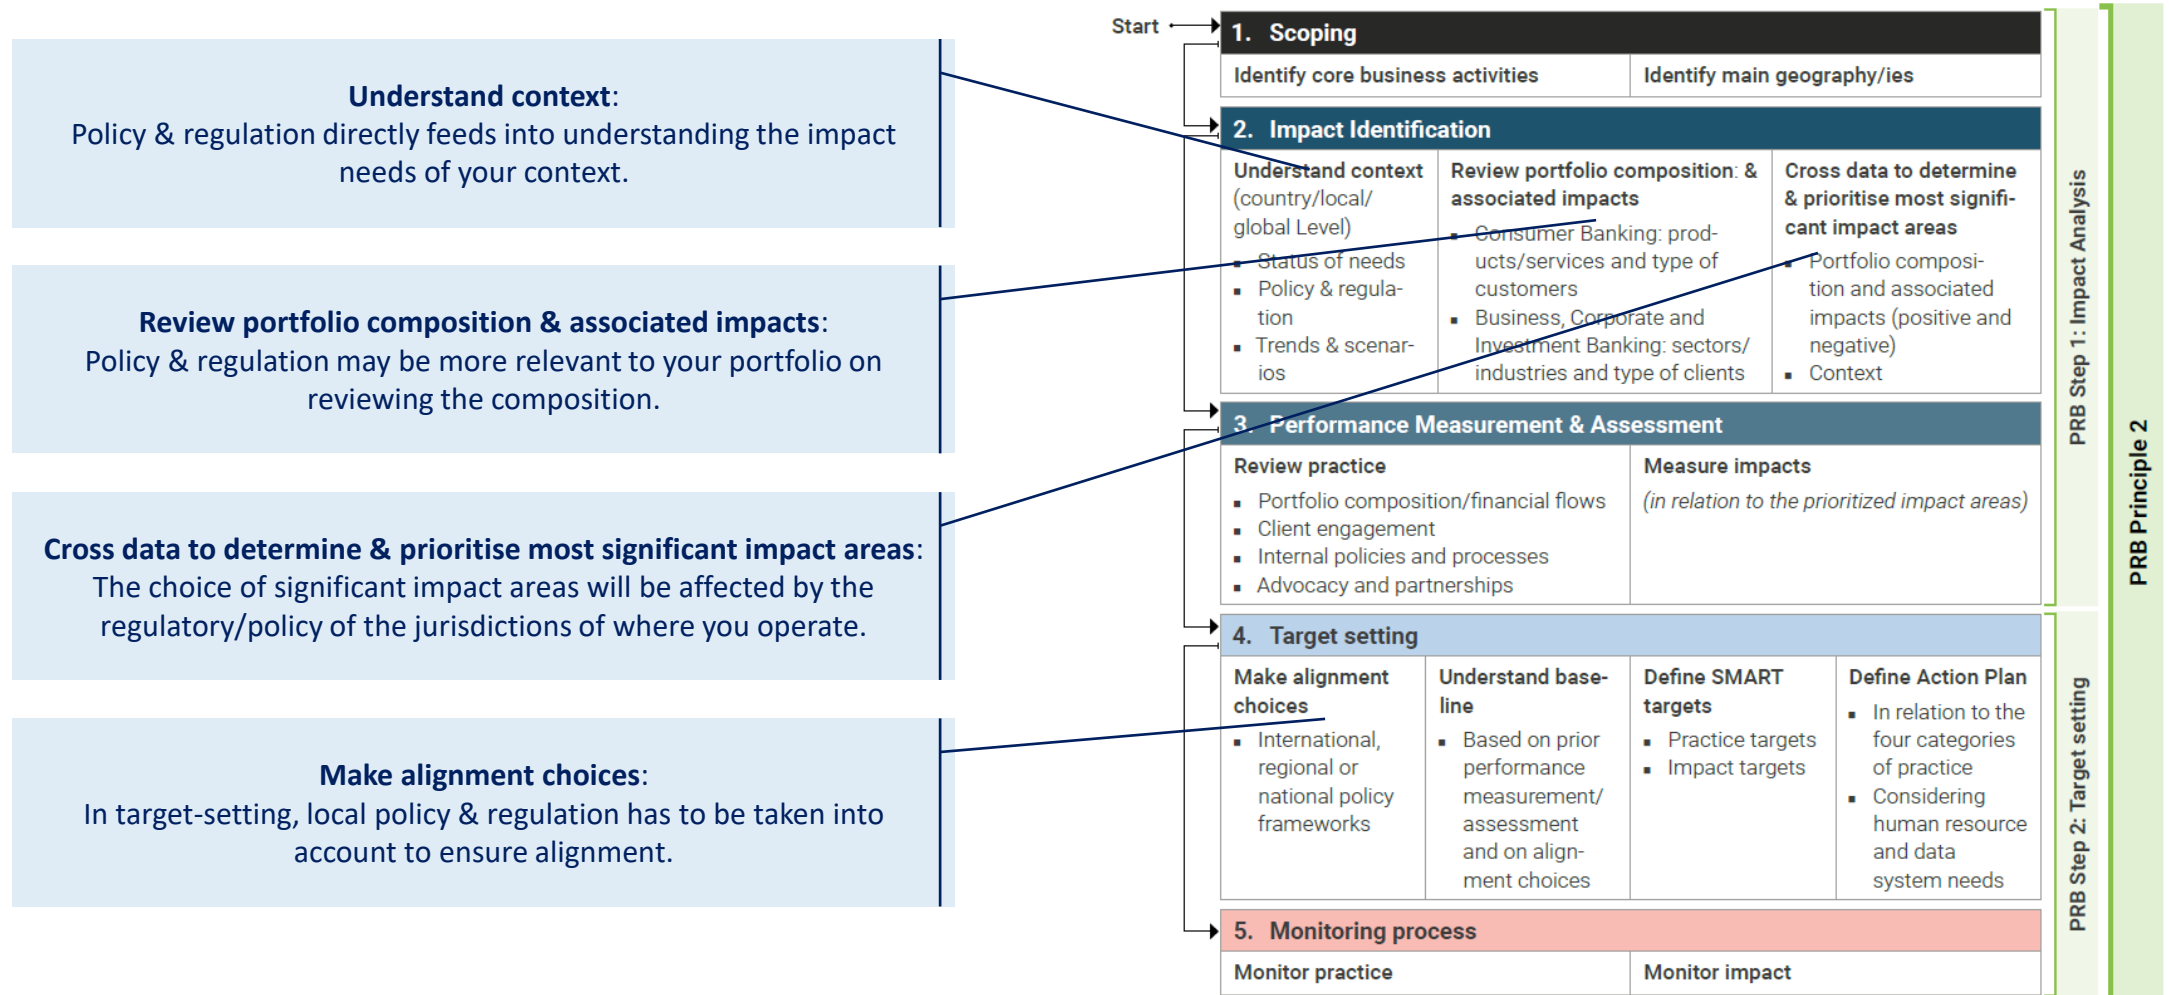 Understand context:
Policy & regulation directly feeds into understanding the impact
needs of your context.
Review portfolio composition & associated impacts:
Policy & regulation may be more relevant to your portfolio on
reviewing the composition.
Cross data to determine & prioritise most significant impact areas:
The choice of significant impact areas will be affected by the
regulatory/policy of the jurisdictions of where you operate.
Make alignment choices:
In target-setting, local policy & regulation has to be taken into
account to ensure alignment.
Start
1. Scoping
Identify core business activities
Identify main geography/ies
2. Impact Identification
Understand context
(country/local/
global Level)
▪ Status of needs
▪ Policy & regula-
tion
▪ Trends & scenar-
ios
Review portfolio composition: &
associated impacts
▪ Consumer Banking: prod-
ucts/services and type of
customers
▪ Business, Corporate and
Investment Banking: sectors/
industries and type of clients
Cross data to determine
& prioritise most signifi-
cant impact areas
▪ Portfolio composi-
tion and associated
impacts (positive and
negative)
▪ Context
3. Performance Measurement & Assessment
Review practice
▪ Portfolio composition/financial flows
▪ Client engagement
▪ Internal policies and processes
▪ Advocacy and partnerships
Measure impacts
(in relation to the prioritized impact areas)
4. Target setting
Make alignment
choices
▪ International,
regional or
national policy
frameworks
Understand base-
line
▪ Based on prior
performance
measurement/
assessment
and on align-
ment choices
Define SMART
targets
▪ Practice targets
▪ Impact targets
Define Action Plan
▪ In relation to the
four categories
of practice
▪ Considering
human resource
and data
system needs
5. Monitoring process
Monitor practice
Monitor impact
PRB Step 1: Impact Analysis
PRB Step 2: Target setting
PRB Principle 2